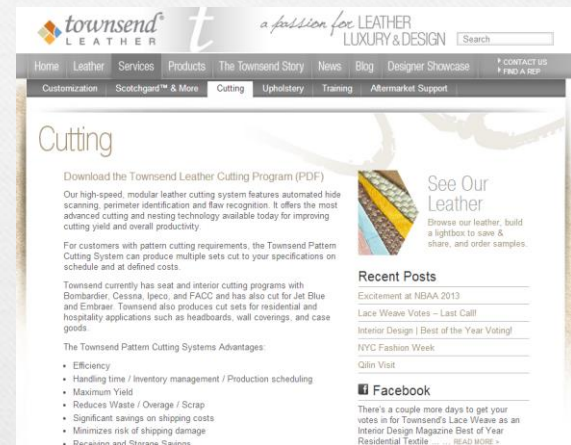 townsend®
LEATHER
t
a passion for LEATHER
LUXURY & DESIGN
Search
Home Leather Services Products The Townsend Story News Blog Designer Showcase
CONTACT US
FIND A REP
Customization Scotchgard™ & More Cutting Upholstery Training Aftermarket Support
Cutting
Download the Townsend Leather Cutting Program (PDF)
Our high-speed, modular leather cutting system features automated hide
scanning, perimeter identification and flaw recognition. It offers the most
advanced cutting and nesting technology available today for improving
cutting yield and overall productivity.
For customers with pattern cutting requirements, the Townsend Pattern
Cutting System can produce multiple sets cut to your specifications on
schedule and at defined costs.
Townsend currently has seat and interior cutting programs with
Bombardier, Cessna, Ipeco, and FACC and has also cut for Jet Blue
and Embraer. Townsend also produces cut sets for residential and
hospitality applications such as headboards, wall coverings, and case
goods.
The Townsend Pattern Cutting Systems Advantages:
• Efficiency
• Handling time / Inventory management / Production scheduling
• Maximum Yield
• Reduces Waste / Overage / Scrap
• Significant savings on shipping costs
• Minimizes risk of shipping damage
• Receiving and Storage Savings
See Our
Leather
Browse our leather, build
a lightbox to save &
share, and order samples.
Recent Posts
Excitement at NBAA 2013
Lace Weave Votes – Last Call!
Interior Design | Best of the Year Voting!
NYC Fashion Week
Qilin Visit
Facebook
There's a couple more days to get your
votes in for Townsend's Lace Weave as an
Interior Design Magazine Best of Year
Residential Textile ... ... READ MORE »